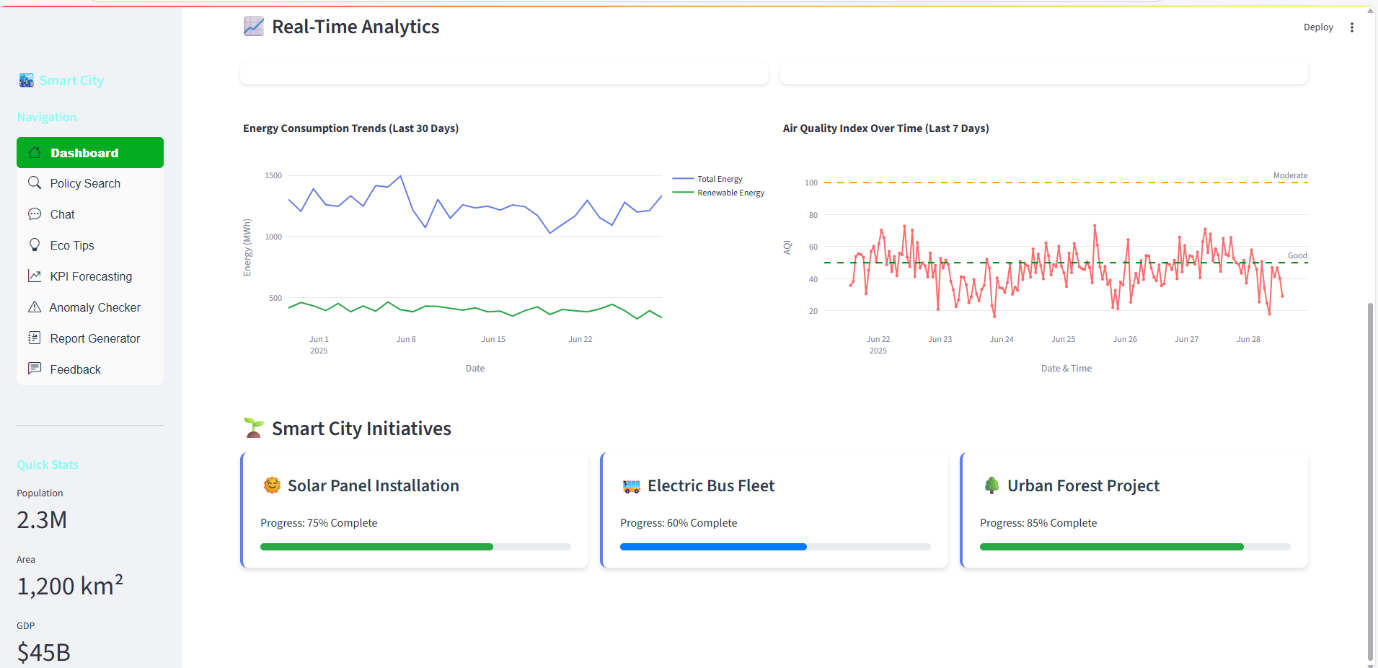 Real-Time Analytics
Deploy
Smart City
Navigation
Dashboard
Policy Search
Chat
Eco Tips
KPI Forecasting
Anomaly Checker
Report Generator
Feedback
Quick Stats
Population
2.3M
Area
1,200 km²
GDP
$45B
Energy Consumption Trends (Last 30 Days)
1500
1000
500
Energy (MWh)
Total Energy
Renewable Energy
Jun 1
2025
Jun 8
Jun 15
Jun 22
Date
Air Quality Index Over Time (Last 7 Days)
Moderate
100
80
60
40
20
AQI
Good
Jun 22
2025
Jun 23
Jun 24
Jun 25
Jun 26
Jun 27
Jun 28
Date & Time
Smart City Initiatives
Solar Panel Installation
Progress: 75% Complete
Electric Bus Fleet
Progress: 60% Complete
Urban Forest Project
Progress: 85% Complete